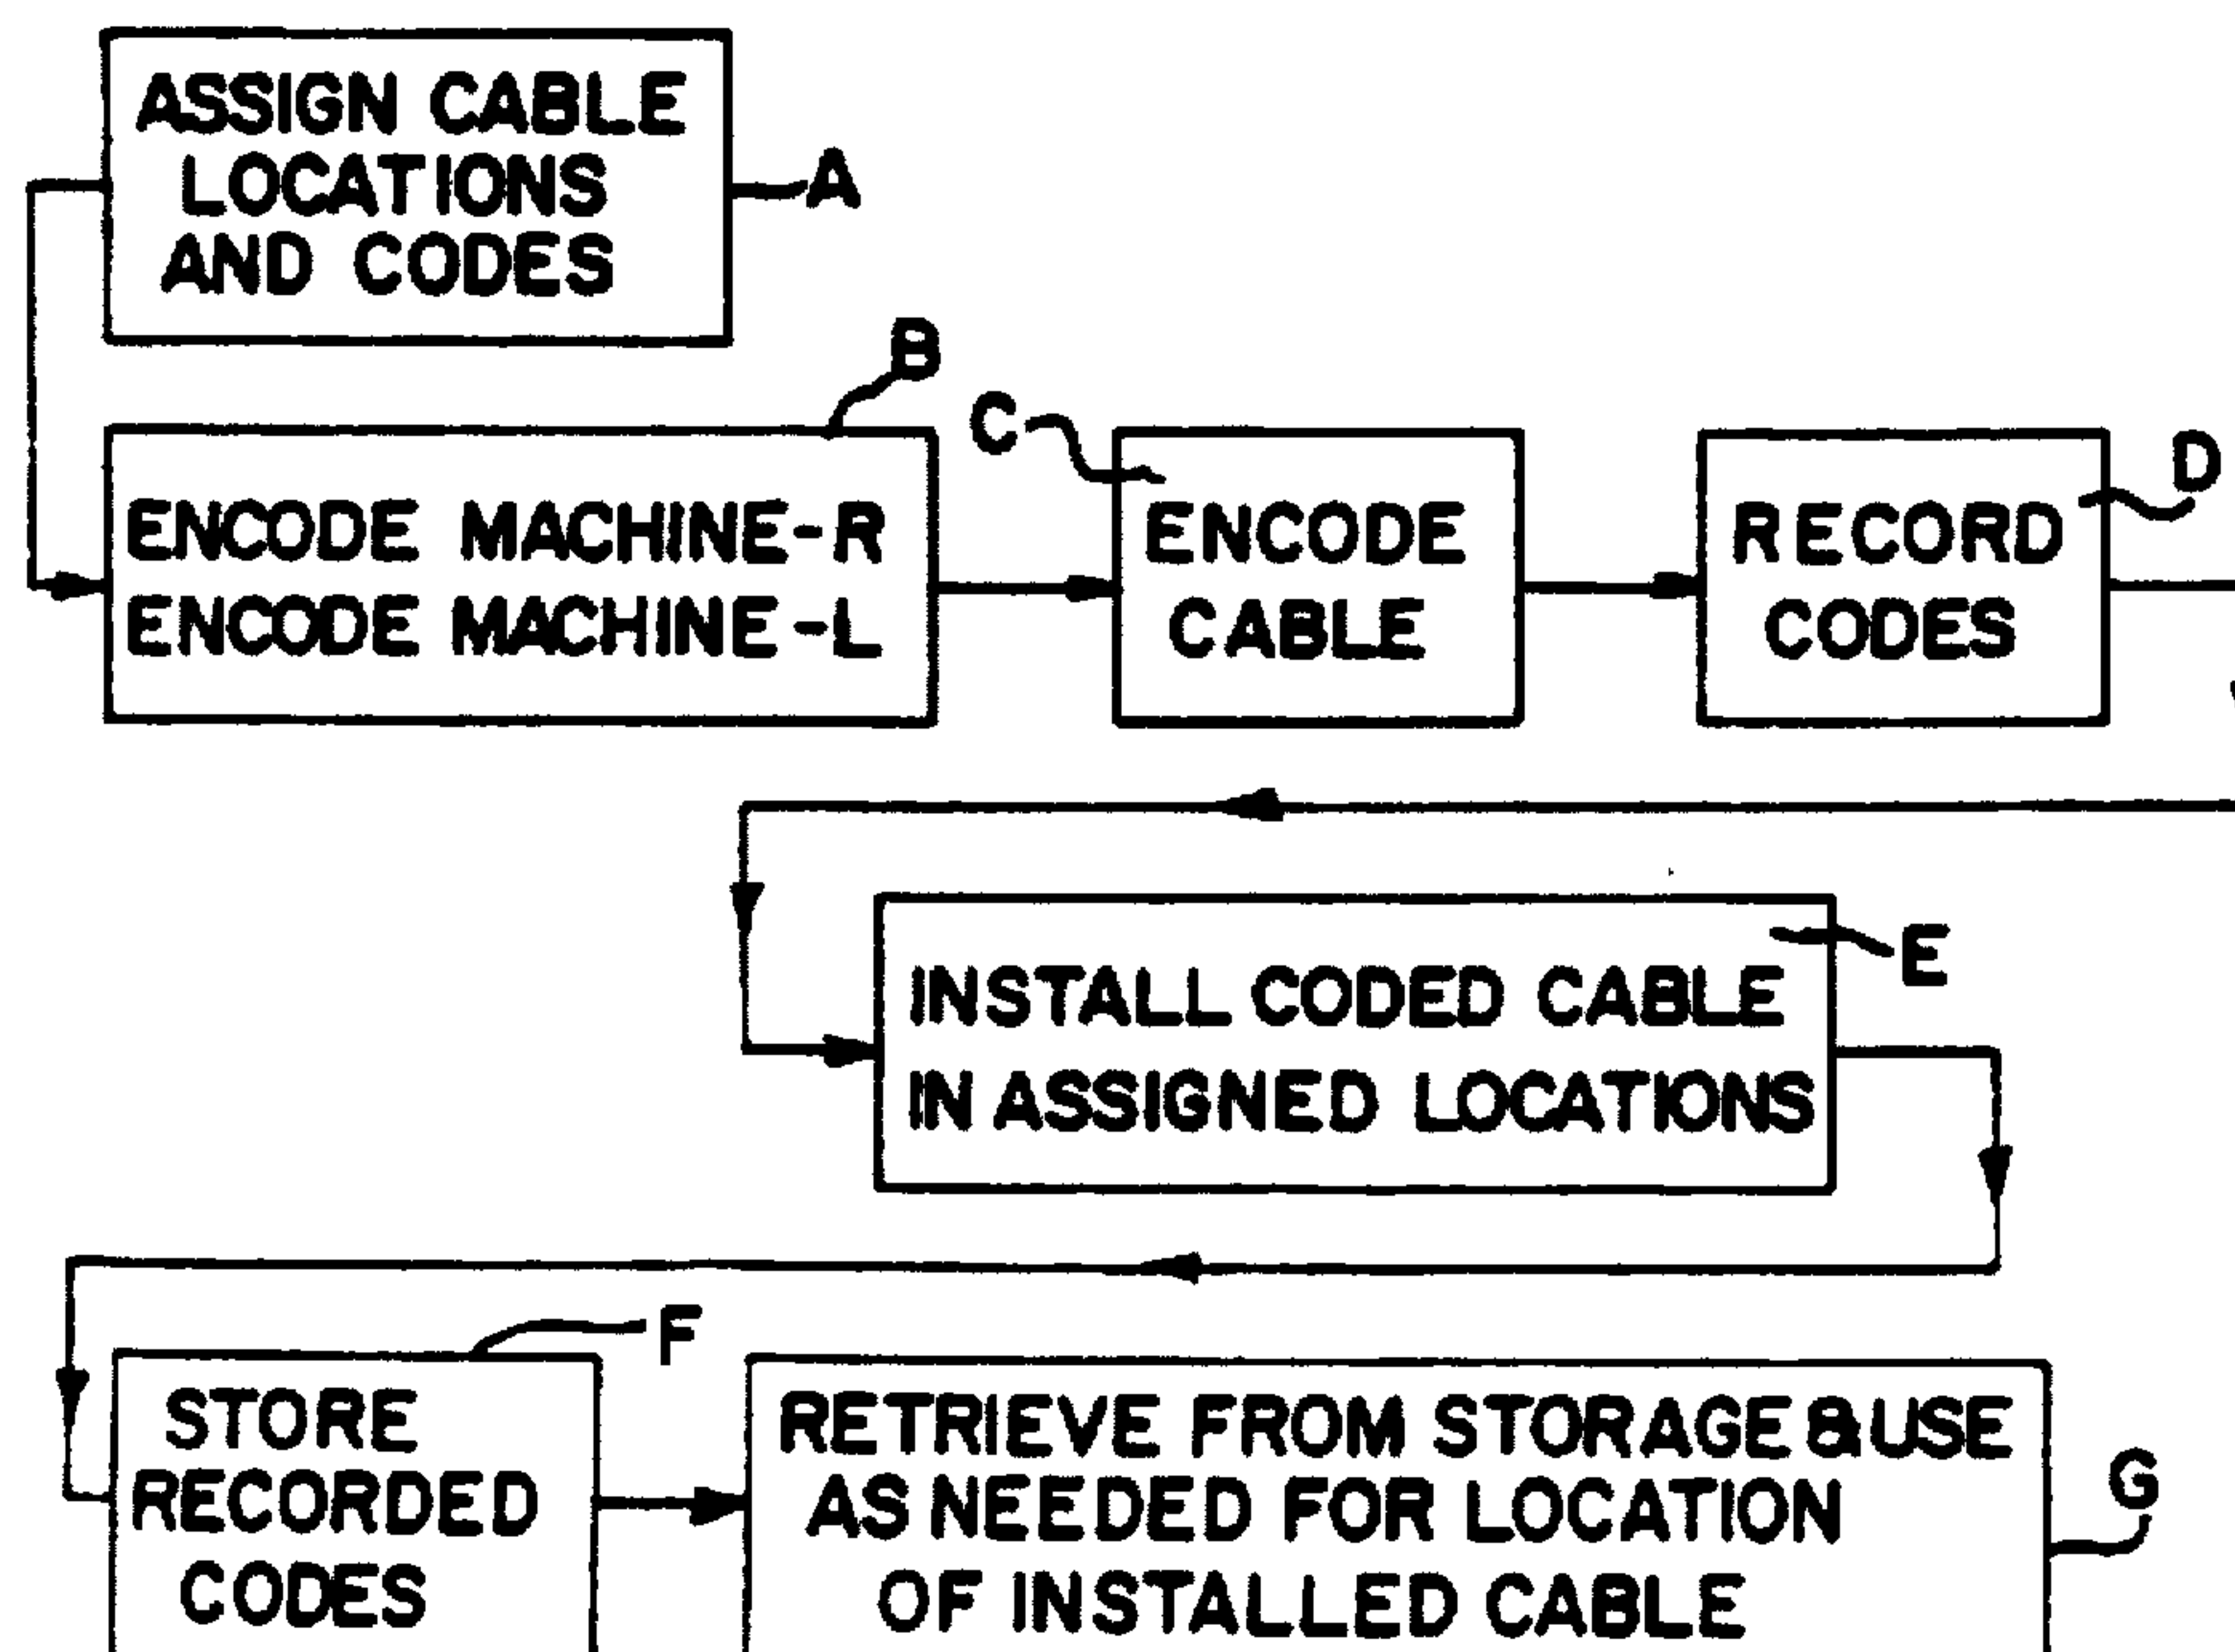 ASSIGN CABLE
LOCATIONS
AND CODES
A
B
ENCODE MACHINE-R
ENCODE MACHINE-L
C
ENCODE
CABLE
D
RECORD
CODES
E
INSTALL CODED CABLE
IN ASSIGNED LOCATIONS
F
STORE
RECORDED
CODES
RETRIEVE FROM STORAGE & USE
AS NEEDED FOR LOCATION
OF INSTALLED CABLE
G